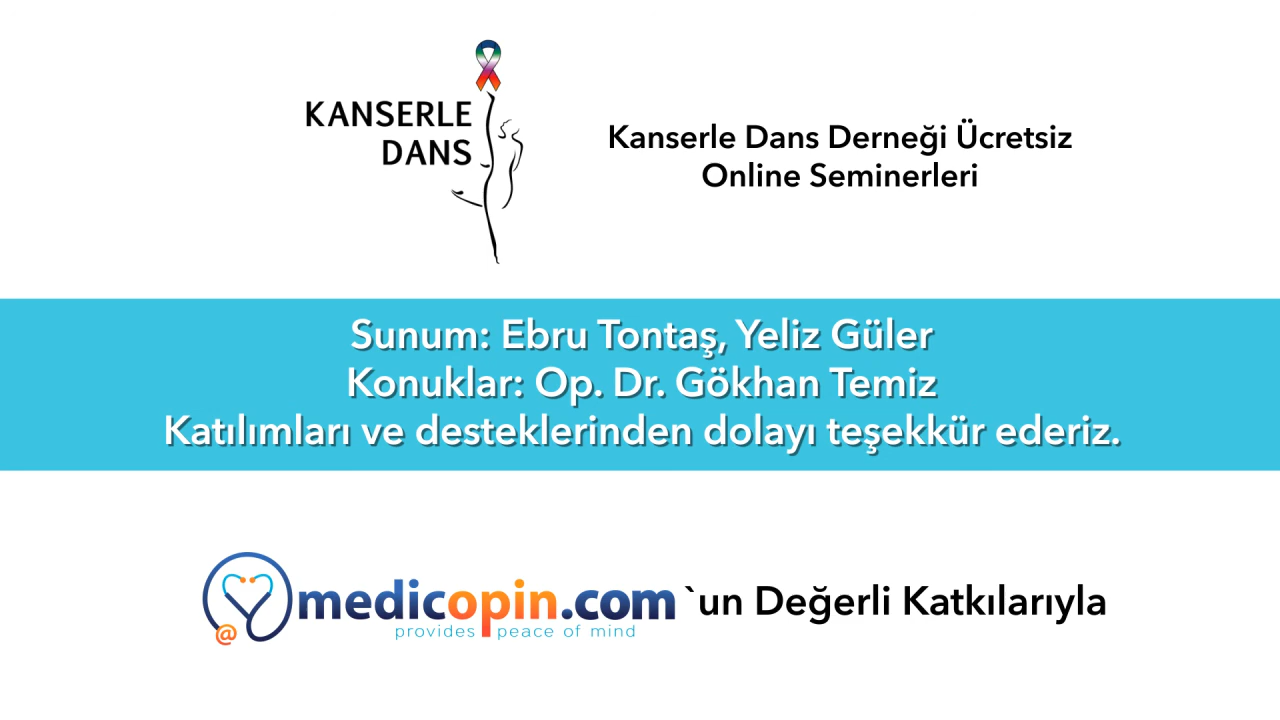 KANSERLE
DANS
Kanserle Dans Derneği Ücretsiz
Online Seminerleri
Sunum: Ebru Tontaş, Yeliz Güler
Konuklar: Op. Dr. Gökhan Temiz
Katılımları ve desteklerinden dolayı teşekkür ederiz.
@medicopin.com`un Değerli Katkılarıyla
provides peace of mind